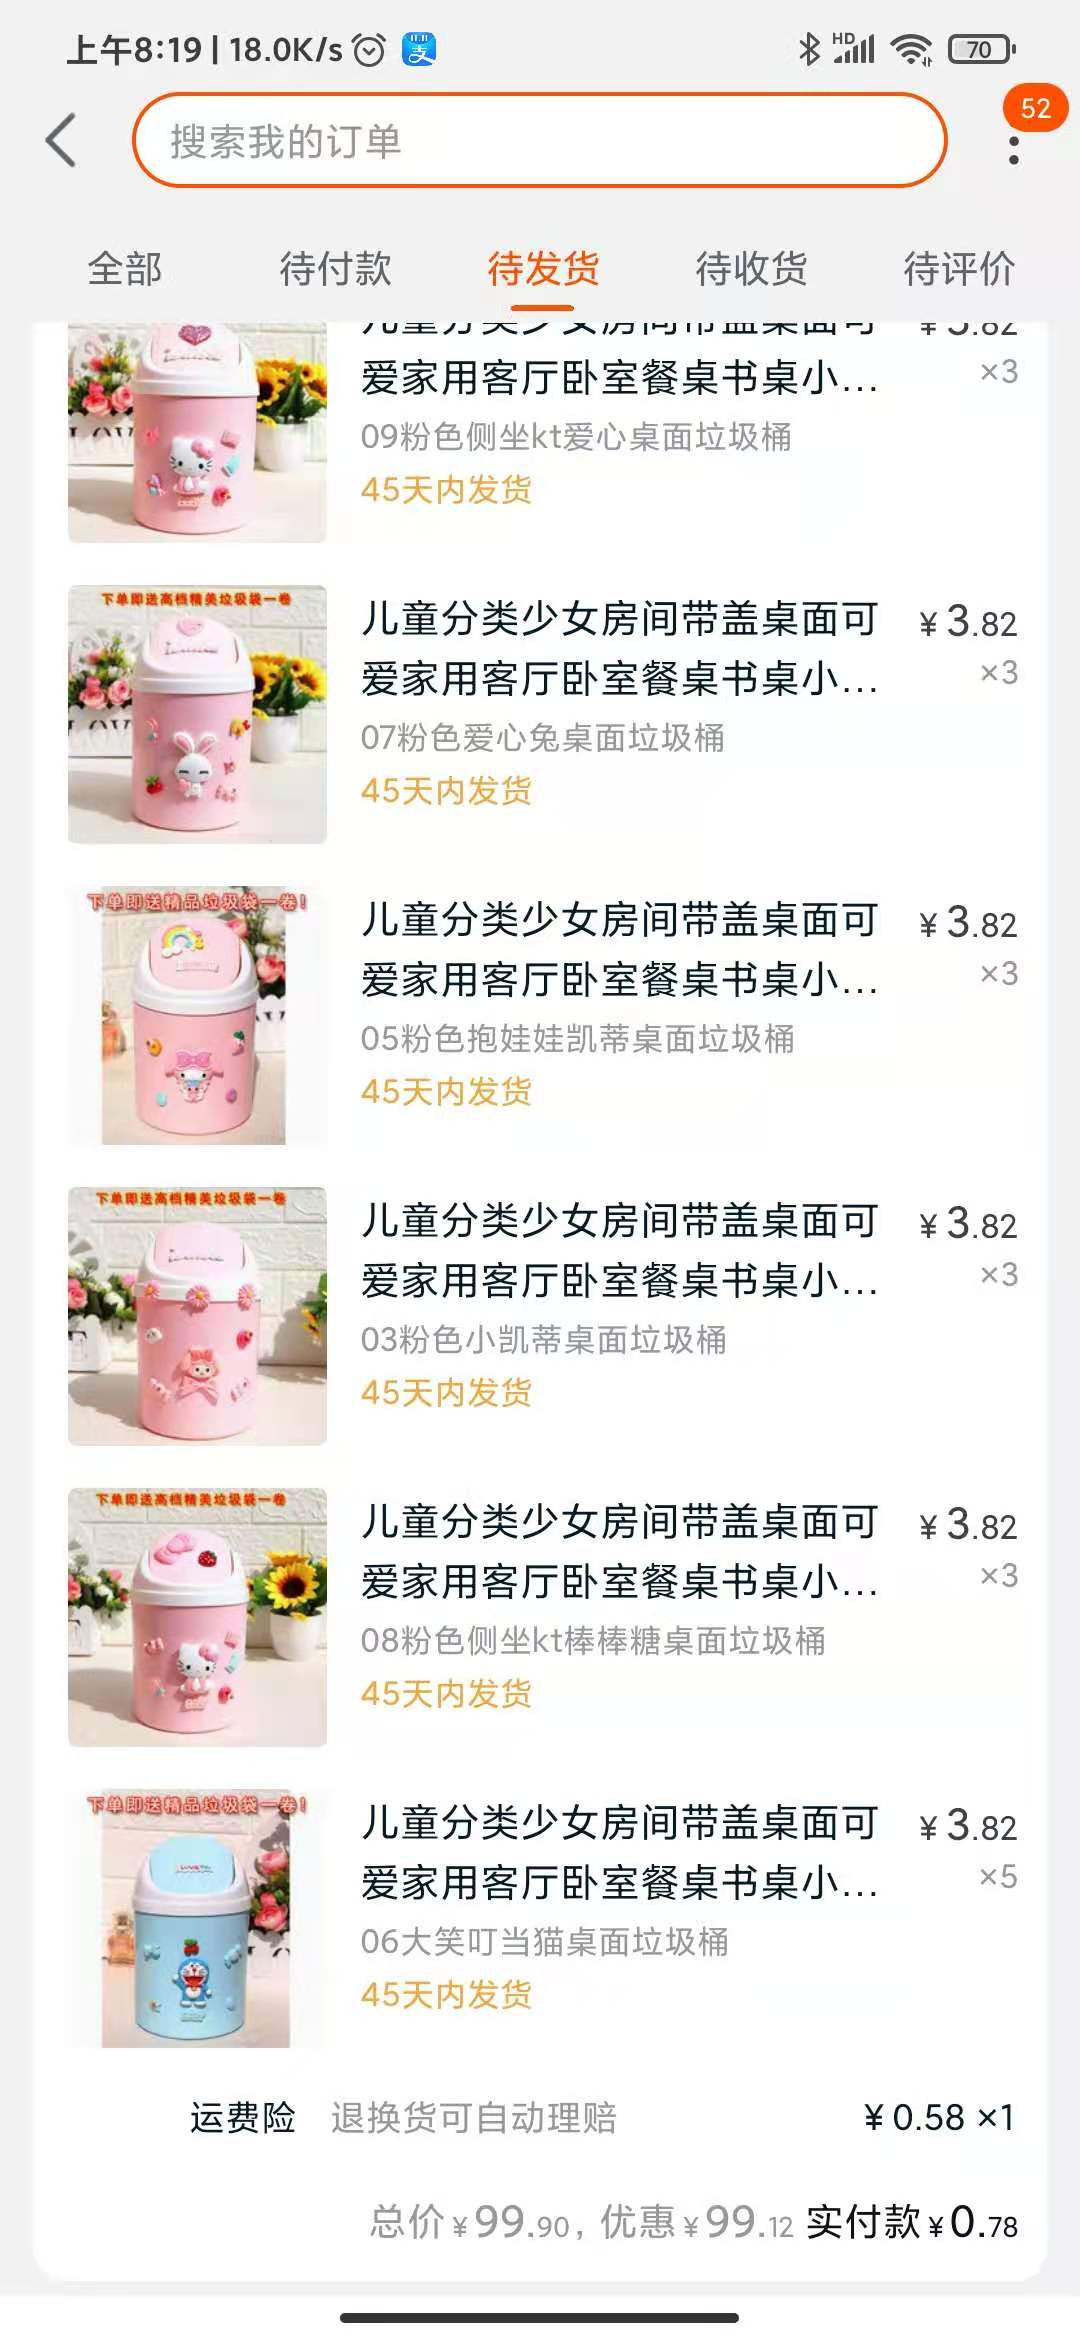 上午8:19 | 18.0K/s
支
HD
70
52
搜索我的订单
全部 待付款 待发货 待收货 待评价
儿童分类少女房间带盖桌面可 ¥3.82
爱家用客厅卧室餐桌书桌小... ×3
09粉色侧坐kt爱心桌面垃圾桶
45天内发货
下单即送高档精美垃圾袋一卷
儿童分类少女房间带盖桌面可 ¥3.82
爱家用客厅卧室餐桌书桌小... ×3
07粉色爱心兔桌面垃圾桶
45天内发货
下单即送精品垃圾袋一卷!
儿童分类少女房间带盖桌面可 ¥3.82
爱家用客厅卧室餐桌书桌小... ×3
05粉色抱娃娃凯蒂桌面垃圾桶
45天内发货
下单即送高档精美垃圾袋一卷
儿童分类少女房间带盖桌面可 ¥3.82
爱家用客厅卧室餐桌书桌小... ×3
03粉色小凯蒂桌面垃圾桶
45天内发货
下单即送高档精美垃圾袋一卷
儿童分类少女房间带盖桌面可 ¥3.82
爱家用客厅卧室餐桌书桌小... ×3
08粉色侧坐kt棒棒糖桌面垃圾桶
45天内发货
下单即送精品垃圾袋一卷!
儿童分类少女房间带盖桌面可 ¥3.82
爱家用客厅卧室餐桌书桌小... ×5
06大笑叮当猫桌面垃圾桶
45天内发货
运费险 退换货可自动理赔 ¥0.58 ×1
总价¥99.90, 优惠¥99.12 实付款¥0.78